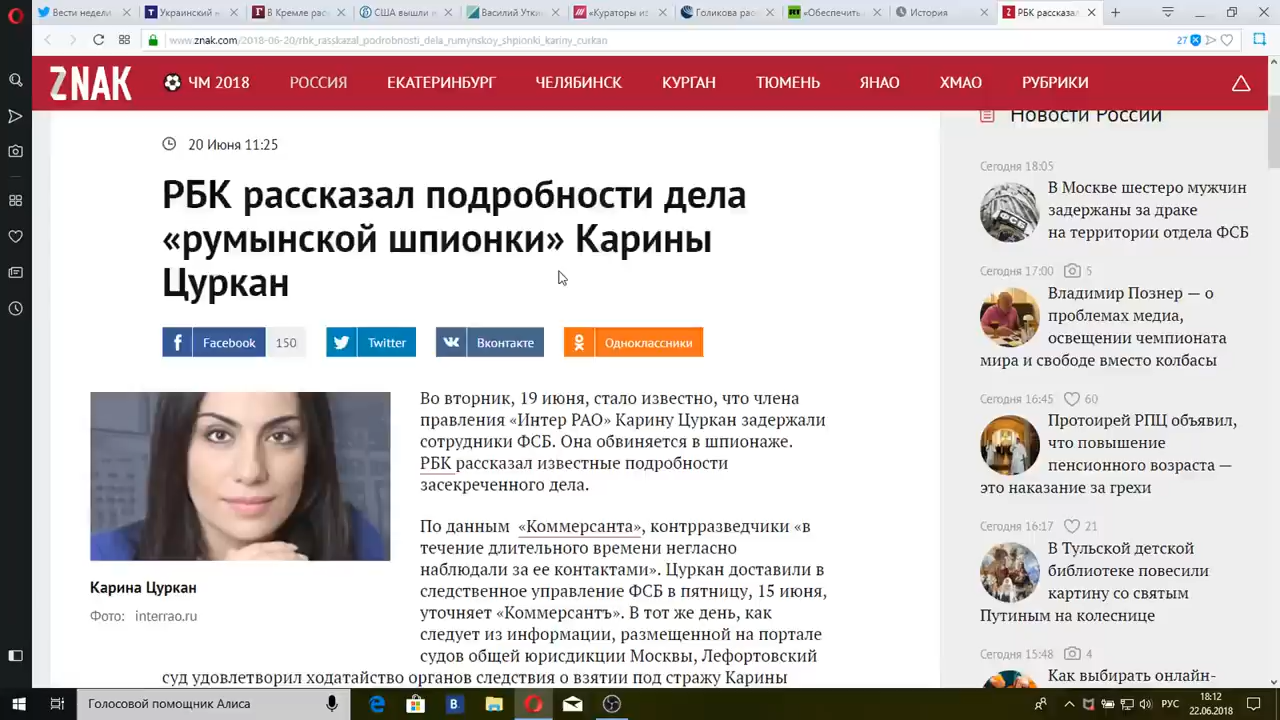 Вести недели
Украинский «
В Кремле рас
США вышли г
Василий Утки
«Кураторы из
Голикова рас
«Обеспечить
История
РБК рассказал
www.znak.com/2018-06-20/rbk_rasskazal_podrobnosti_dela_rumynskoy_shpionki_kariny_curkan
27
ZНАК
ЧМ 2018
РОССИЯ
ЕКАТЕРИНБУРГ
ЧЕЛЯБИНСК
КУРГАН
ТЮМЕНЬ
ЯНАО
ХМАО
РУБРИКИ
20 Июня 11:25
РБК рассказал подробности дела
«румынской шпионки» Карины
Цуркан
Facebook 150
Twitter
Вконтакте
Одноклассники
Карина Цуркан
Фото: interrao.ru
Во вторник, 19 июня, стало известно, что члена
правления «Интер РАО» Карину Цуркан задержали
сотрудники ФСБ. Она обвиняется в шпионаже.
РБК рассказал известные подробности
засекреченного дела.
По данным «Коммерсанта», контрразведчики «в
течение длительного времени негласно
наблюдали за ее контактами». Цуркан доставили в
следственное управление ФСБ в пятницу, 15 июня,
уточняет «Коммерсантъ». В тот же день, как
следует из информации, размещенной на портале
судов общей юрисдикции Москвы, Лефортовский
суд удовлетворил ходатайство органов следствия о взятии под стражу Карины
Новости России
Сегодня 18:05
В Москве шестеро мужчин
задержаны за драке
на территории отдела ФСБ
Сегодня 17:00 5
Владимир Познер — о
проблемах медиа,
освещении чемпионата
мира и свободе вместо колбасы
Сегодня 16:45 60
Протоирей РПЦ объявил,
что повышение
пенсионного возраста —
это наказание за грехи
Сегодня 16:17 21
В Тульской детской
библиотеке повесили
картину со святым
Путиным на колеснице
Сегодня 15:48 4
Как выбирать онлайн-
Голосовой помощник Алиса
РУС
18:12
22.06.2018